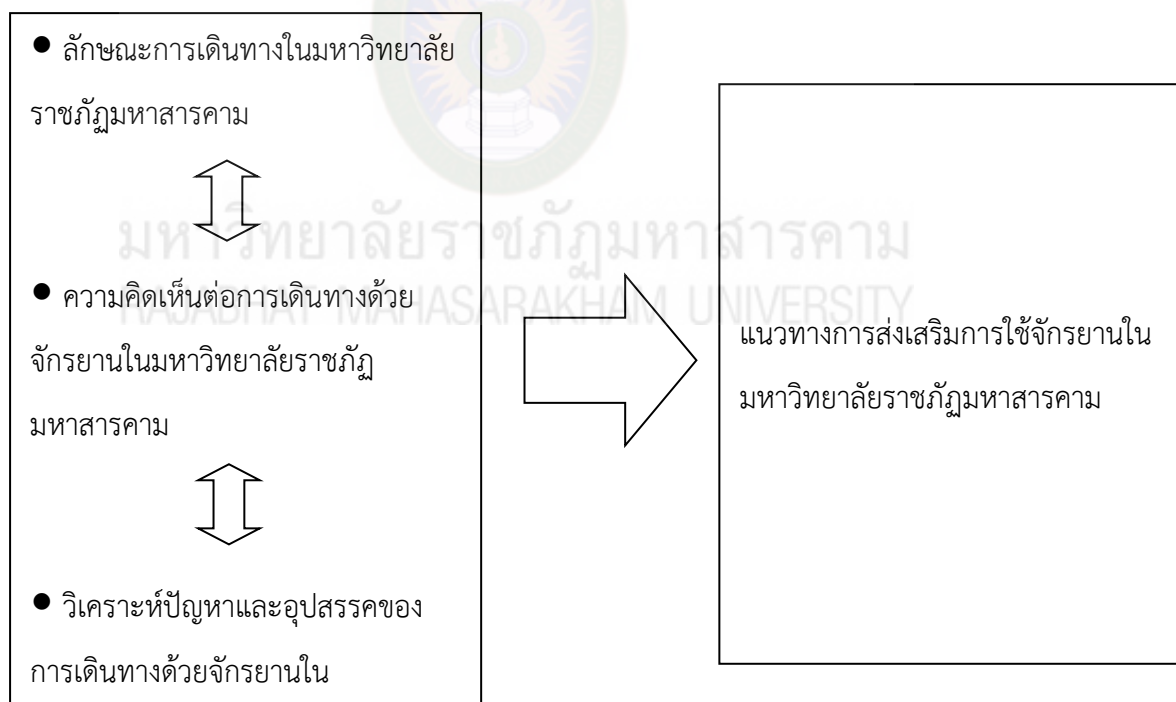 ● ลักษณะการเดินทางในมหาวิทยาลัย
ราชภัฏมหาสารคาม
● ความคิดเห็นต่อการเดินทางด้วย
จักรยานในมหาวิทยาลัยราชภัฏ
มหาสารคาม
● วิเคราะห์ปัญหาและอุปสรรคของ
การเดินทางด้วยจักรยานใน
แนวทางการส่งเสริมการใช้จักรยานใน
มหาวิทยาลัยราชภัฏมหาสารคาม
มหาวิทยาลัยราชภัฏมหาสารคาม
RAJABHAT MAHASARAKHAM UNIVERSITY